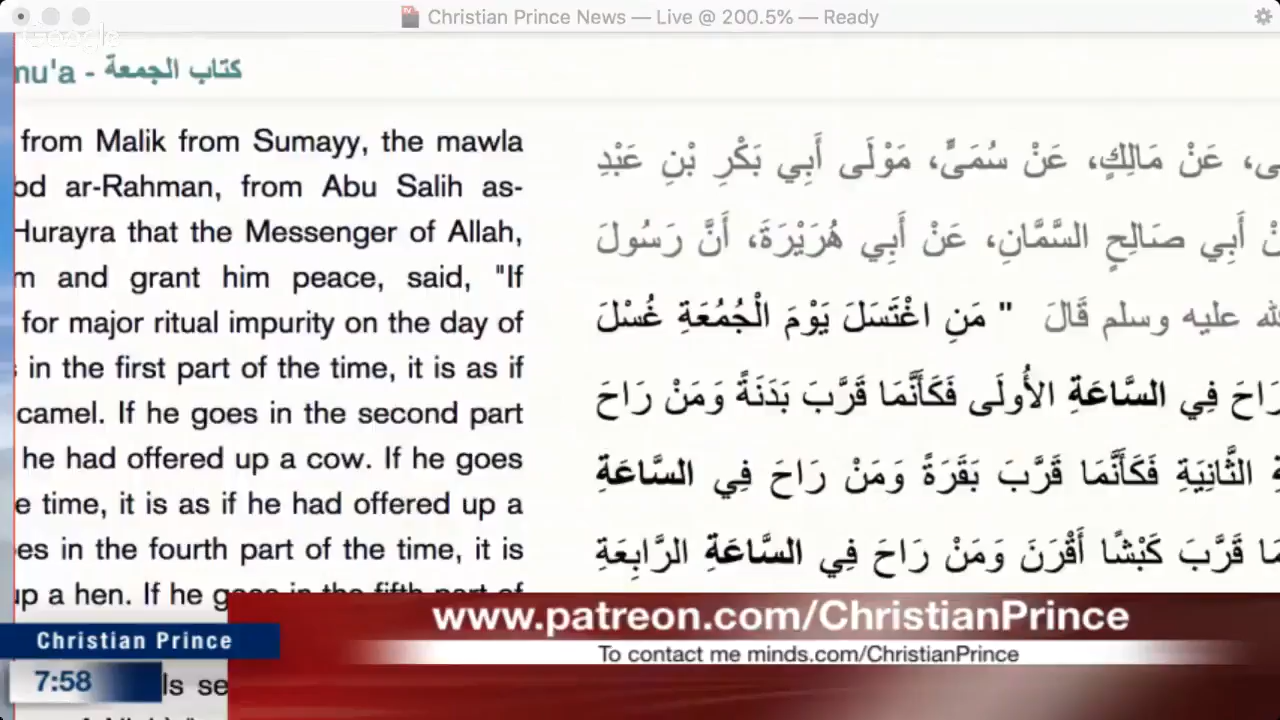 Christian Prince News — Live @ 200.5% — Ready
Google
mu'a - كتاب الجمعة
from Malik from Sumayy, the mawla
ar-Rahman, from Abu Salih as-
Hurayra that the Messenger of Allah,
and grant him peace, said, "If
for major ritual impurity on the day of
in the first part of the time, it is as if
camel. If he goes in the second part
he had offered up a cow. If he goes
e time, it is as if he had offered up a
es in the fourth part of the time, it is
up a hen. If he goes in the fifth part of
ى، عَنْ مَالِكٍ، عَنْ سُمَىٍّ، مَوْلَى أَبِي بَكْرِ بْنِ عَبْدِ
نْ أَبِي صَالِحٍ السَّمَّانِ، عَنْ أَبِي هُرَيْرَةَ، أَنَّ رَسُولَ
الله عليه وسلم قَالَ " مَنِ اغْتَسَلَ يَوْمَ الْجُمُعَةِ غُسْلَ
رَاحَ فِي السَّاعَةِ الأُولَى فَكَأَنَّمَا قَرَّبَ بَدَنَةً وَمَنْ رَاحَ
الثَّانِيَةِ فَكَأَنَّمَا قَرَّبَ بَقَرَةً وَمَنْ رَاحَ فِي السَّاعَةِ
مَا قَرَّبَ كَبْشًا أَقْرَنَ وَمَنْ رَاحَ فِي السَّاعَةِ الرَّابِعَةِ
www.patreon.com/ChristianPrince
To contact me minds.com/ChristianPrince
Christian Prince
7:58
ls se